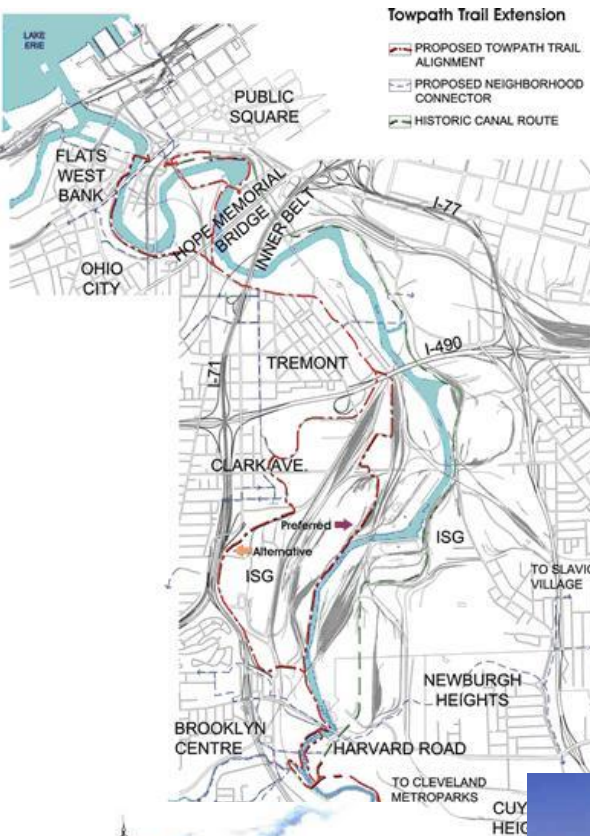 Towpath Trail Extension
PROPOSED TOWPATH TRAIL
ALIGNMENT
PROPOSED NEIGHBORHOOD
CONNECTOR
HISTORIC CANAL ROUTE
LAKE
ERIE
PUBLIC
SQUARE
FLATS
WEST
BANK
HOPE MEMORIAL
BRIDGE
INNER BELT
I-77
OHIO
CITY
TREMONT
I-490
I-71
CLARK AVE.
Preferred
Alternative
ISG
ISG
TO SLAVIC
VILLAGE
NEWBURGH
HEIGHTS
BROOKLYN
CENTRE
HARVARD ROAD
TO CLEVELAND
METROPARKS
CUY
HEIG